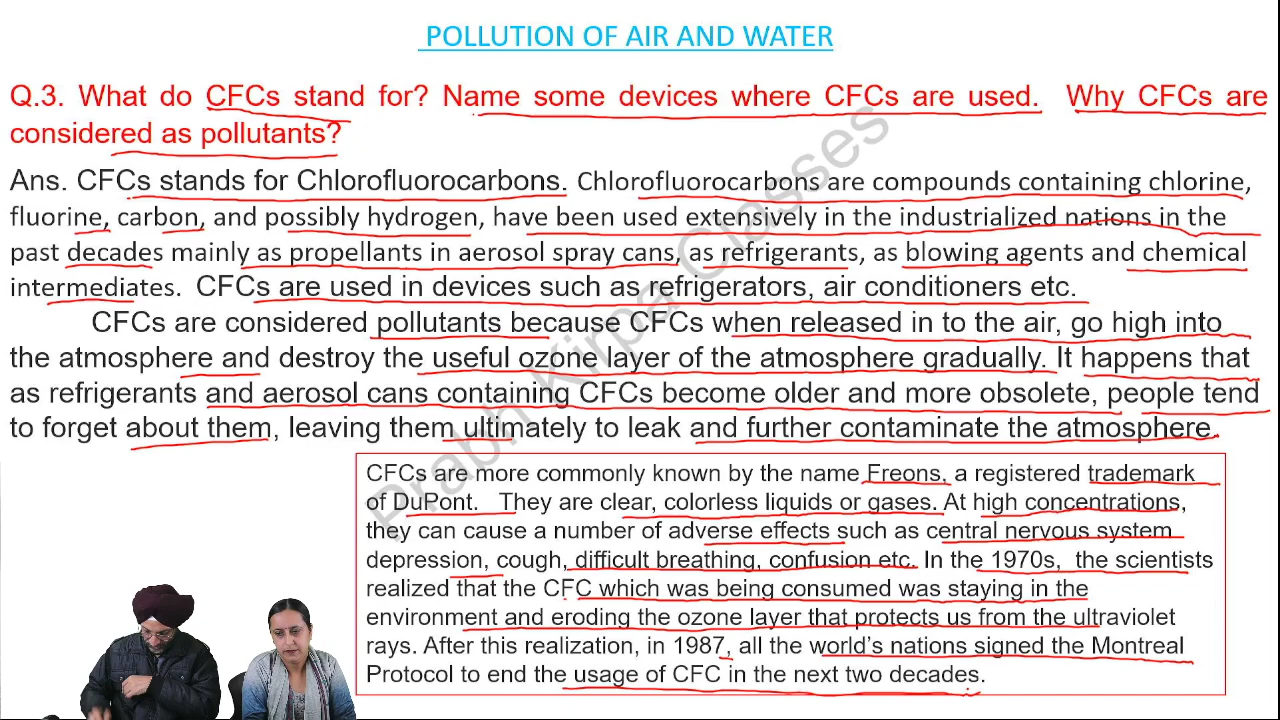 POLLUTION OF AIR AND WATER
Q.3. What do CFCs stand for? Name some devices where CFCs are used. Why CFCs are
considered as pollutants?
Ans. CFCs stands for Chlorofluorocarbons. Chlorofluorocarbons are compounds containing chlorine,
fluorine, carbon, and possibly hydrogen, have been used extensively in the industrialized nations in the
past decades mainly as propellants in aerosol spray cans, as refrigerants, as blowing agents and chemical
intermediates. CFCs are used in devices such as refrigerators, air conditioners etc.
CFCs are considered pollutants because CFCs when released in to the air, go high into
the atmosphere and destroy the useful ozone layer of the atmosphere gradually. It happens that
as refrigerants and aerosol cans containing CFCs become older and more obsolete, people tend
to forget about them, leaving them ultimately to leak and further contaminate the atmosphere.
CFCs are more commonly known by the name Freons, a registered trademark
of DuPont. They are clear, colorless liquids or gases. At high concentrations,
they can cause a number of adverse effects such as central nervous system
depression, cough, difficult breathing, confusion etc. In the 1970s, the scientists
realized that the CFC which was being consumed was staying in the
environment and eroding the ozone layer that protects us from the ultraviolet
rays. After this realization, in 1987, all the world's nations signed the Montreal
Protocol to end the usage of CFC in the next two decades.
Prabh Kirpa Classes